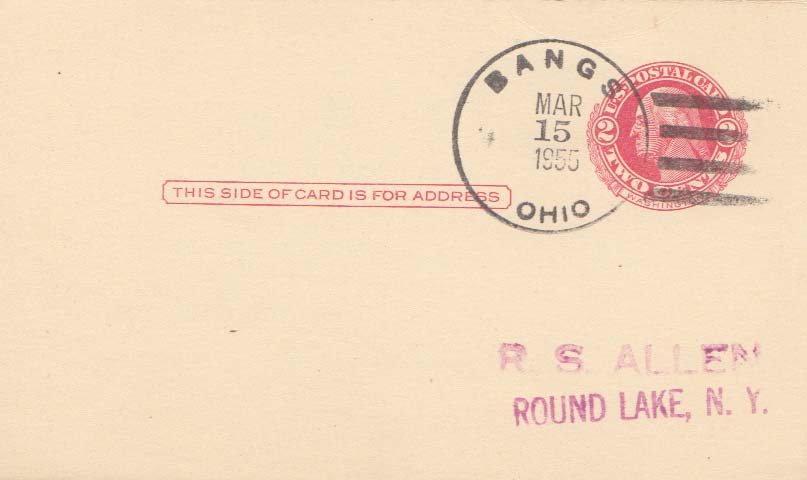 BANGS
MAR
15
1955
OHIO
U.S. POSTAL CARD
2
TWO CENTS
WASHINGTON
THIS SIDE OF CARD IS FOR ADDRESS
R. S. ALLEN
ROUND LAKE, N. Y.